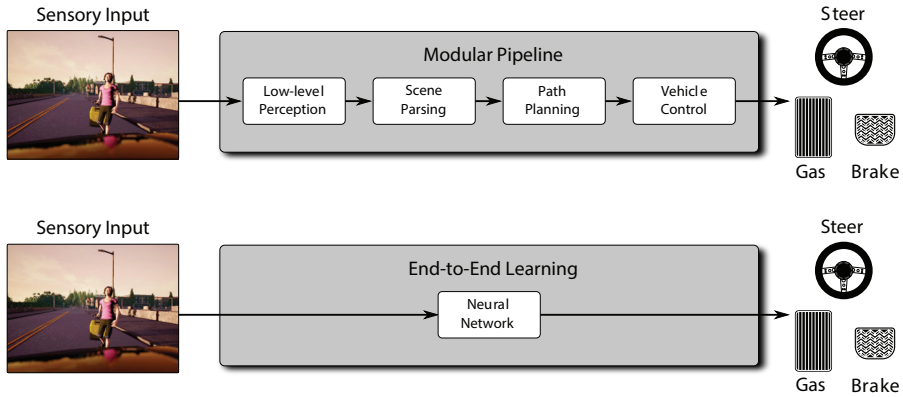 Sensory Input
Steer
Modular Pipeline
Low-level
Perception
Scene
Parsing
Path
Planning
Vehicle
Control
Gas
Brake
Sensory Input
Steer
End-to-End Learning
Neural
Network
Gas
Brake